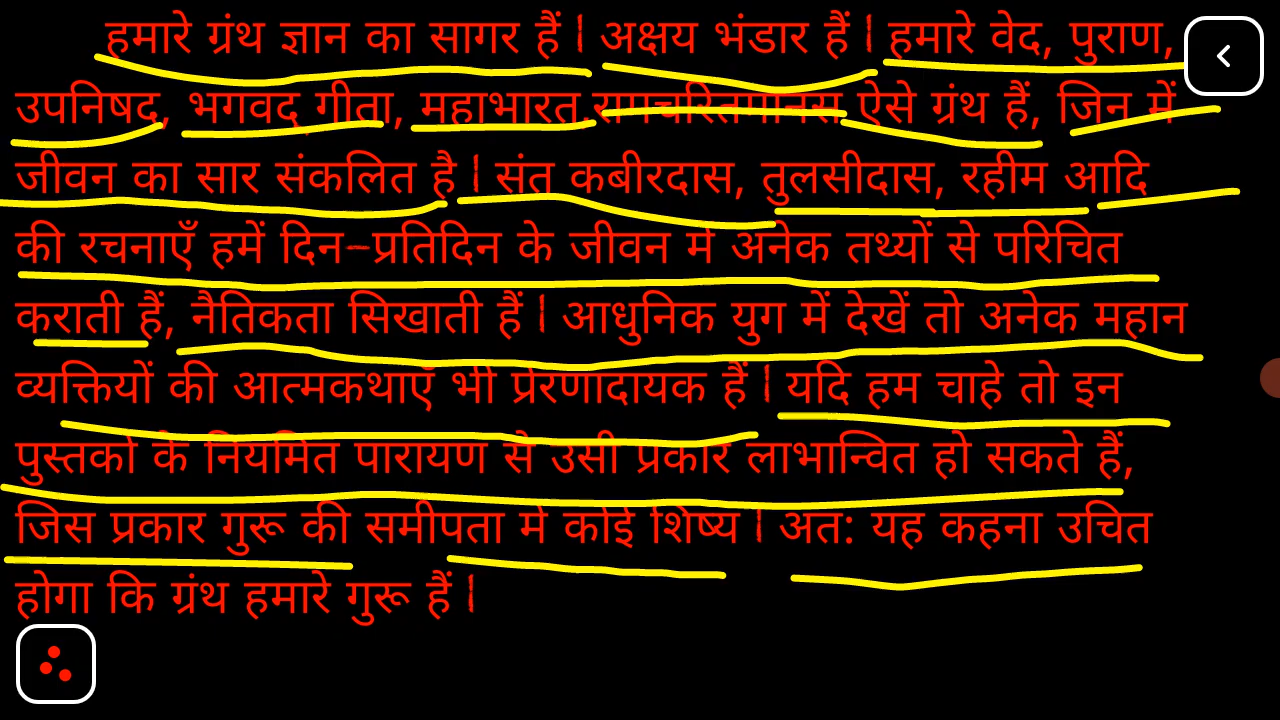 हमारे ग्रंथ ज्ञान का सागर हैं | अक्षय भंडार हैं | हमारे वेद, पुराण,
उपनिषद, भगवद् गीता, महाभारत,रामचरितमानस ऐसे ग्रंथ हैं, जिन में
जीवन का सार संकलित है | संत कबीरदास, तुलसीदास, रहीम आदि
की रचनाएँ हमें दिन–प्रतिदिन के जीवन में अनेक तथ्यों से परिचित
कराती हैं, नैतिकता सिखाती हैं | आधुनिक युग में देखें तो अनेक महान
व्यक्तियों की आत्मकथाएँ भी प्रेरणादायक हैं | यदि हम चाहे तो इन
पुस्तकों के नियमित पारायण से उसी प्रकार लाभान्वित हो सकते हैं,
जिस प्रकार गुरू की समीपता में कोई शिष्य | अत: यह कहना उचित
होगा कि ग्रंथ हमारे गुरू हैं |